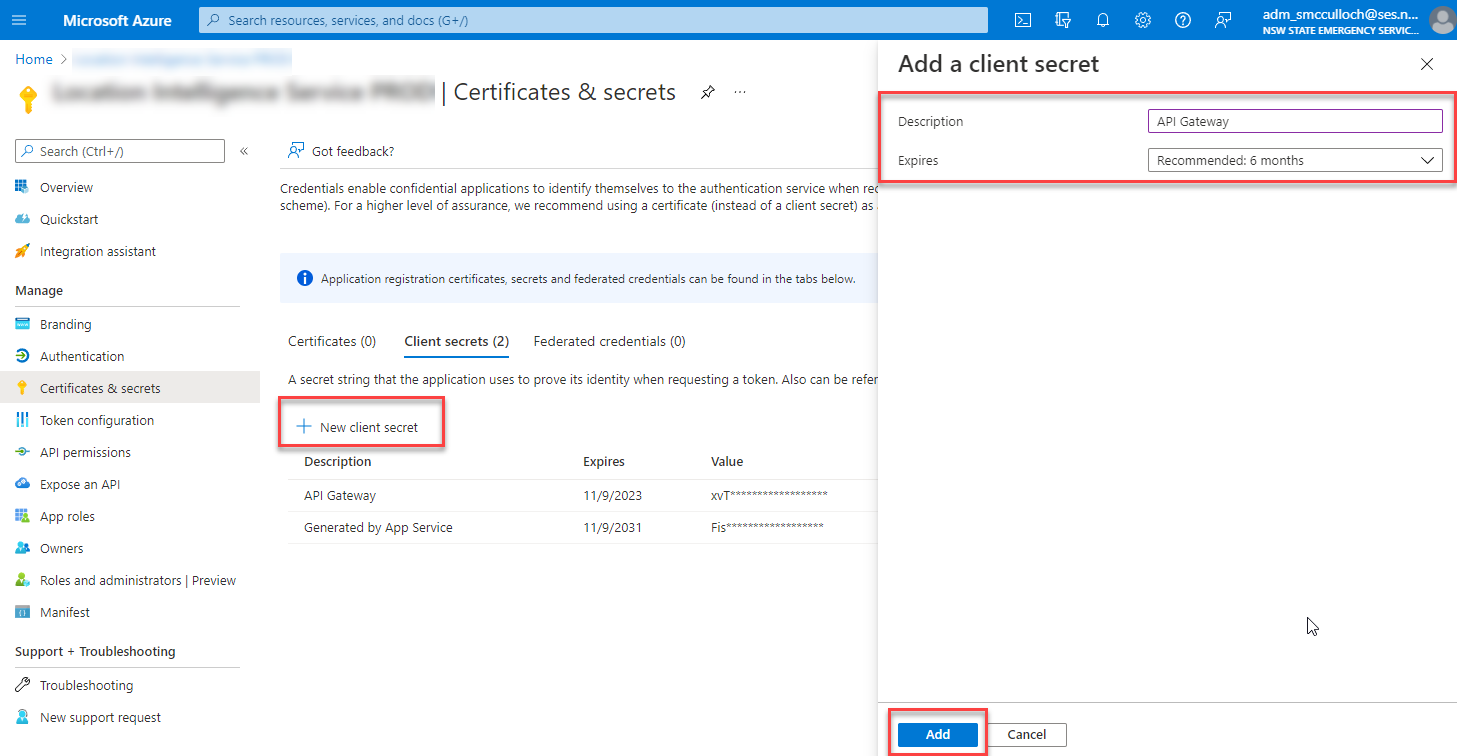 Microsoft Azure
Search resources, services, and docs (G+/)
adm_smcculloch@ses.n...
NSW STATE EMERGENCY SERVIC...
Home >
| Certificates & secrets
Search (Ctrl+/)
«
Overview
Quickstart
Integration assistant
Manage
Branding
Authentication
Certificates & secrets
Token configuration
API permissions
Expose an API
App roles
Owners
Roles and administrators | Preview
Manifest
Support + Troubleshooting
Troubleshooting
New support request
Got feedback?
Credentials enable confidential applications to identify themselves to the authentication service when rec
scheme). For a higher level of assurance, we recommend using a certificate (instead of a client secret) as
Application registration certificates, secrets and federated credentials can be found in the tabs below.
Certificates (0) Client secrets (2) Federated credentials (0)
A secret string that the application uses to prove its identity when requesting a token. Also can be refer
New client secret
Description Expires Value
API Gateway 11/9/2023 xvT******************
Generated by App Service 11/9/2031 Fis******************
Add a client secret
Description API Gateway
Expires Recommended: 6 months
Add Cancel